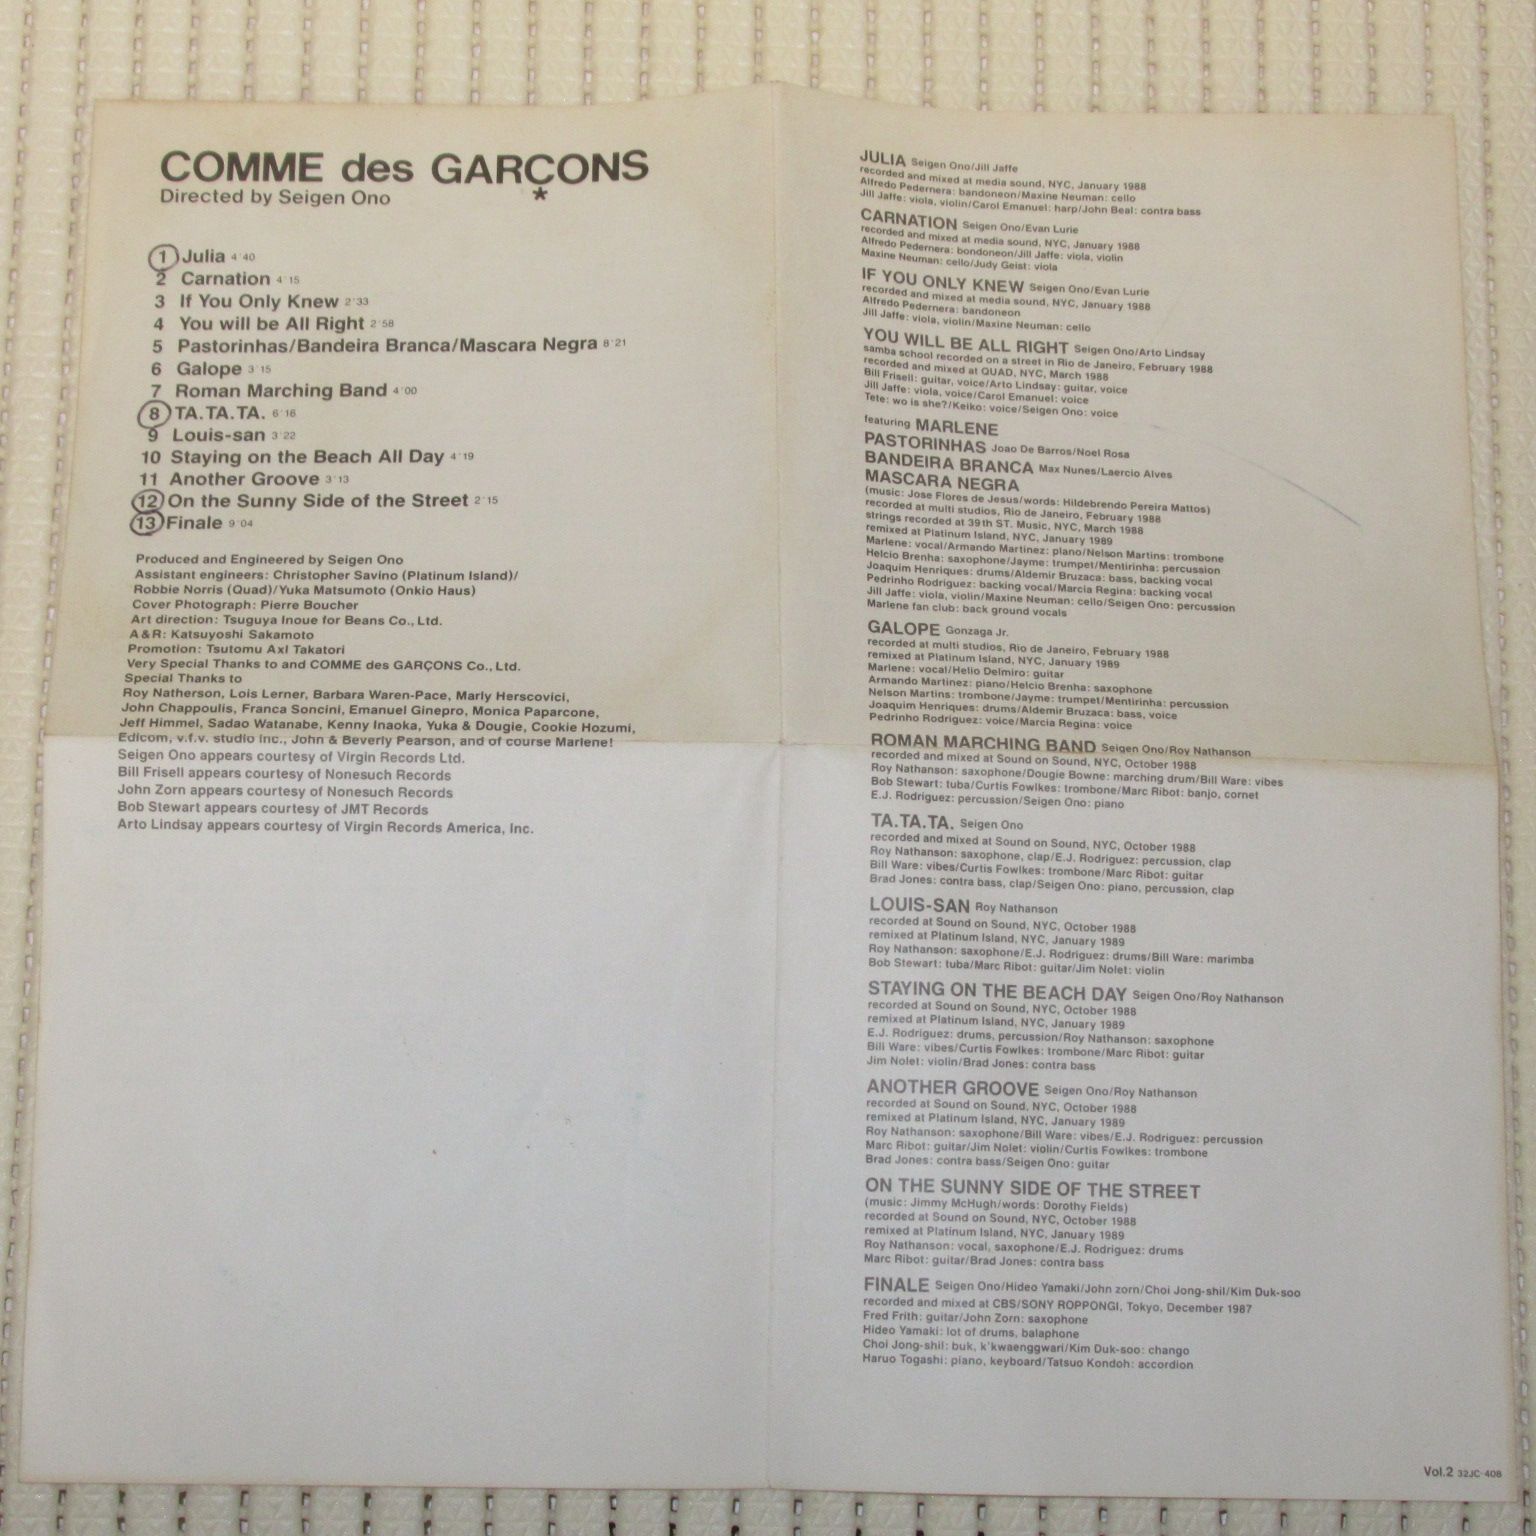 COMME des GARÇONS
*
Directed by Seigen Ono
1 Julia 4'40
2 Carnation 4'15
3 If You Only Knew 2'33
4 You will be All Right 2'58
5 Pastorinhas/Bandeira Branca/Mascara Negra 8'21
6 Galope 3'15
7 Roman Marching Band 4'00
8 TA.TA.TA. 6'16
9 Louis-san 3'22
10 Staying on the Beach All Day 4'19
11 Another Groove 3'13
12 On the Sunny Side of the Street 2'15
13 Finale 9'04
Produced and Engineered by Seigen Ono
Assistant engineers: Christopher Savino (Platinum Island)/
Robbie Norris (Quad)/Yuka Matsumoto (Onkio Haus)
Cover Photograph: Pierre Boucher
Art direction: Tsuguya Inoue for Beans Co., Ltd.
A&R: Katsuyoshi Sakamoto
Promotion: Tsutomu Axl Takatori
Very Special Thanks to and COMME des GARÇONS Co., Ltd.
Special Thanks to
Roy Natherson, Lois Lerner, Barbara Waren-Pace, Marly Herscovici,
John Chappoulis, Franca Soncini, Emanuel Ginepro, Monica Paparcone,
Jeff Himmel, Sadao Watanabe, Kenny Inaoka, Yuka & Dougie, Cookie Hozumi,
Edicom, v.f.v. studio Inc., John & Beverly Pearson, and of course Marlene!
Seigen Ono appears courtesy of Virgin Records Ltd.
Bill Frisell appears courtesy of Nonesuch Records
John Zorn appears courtesy of Nonesuch Records
Bob Stewart appears courtesy of JMT Records
Arto Lindsay appears courtesy of Virgin Records America, Inc.
JULIA Seigen Ono/Jill Jaffe
recorded and mixed at media sound, NYC, January 1988
Alfredo Pedernera: bandoneon/Maxine Neuman: cello
Jill Jaffe: viola, violin/Carol Emanuel: harp/John Beal: contra bass
CARNATION Seigen Ono/Evan Lurie
recorded and mixed at media sound, NYC, January 1988
Alfredo Pedernera: bondoneon/Jill Jaffe: viola, violin
Maxine Neuman: cello/Judy Geist: viola
IF YOU ONLY KNEW Seigen Ono/Evan Lurie
recorded and mixed at media sound, NYC, January 1988
Alfredo Pedernera: bandoneon
Jill Jaffe: viola, violin/Maxine Neuman: cello
YOU WILL BE ALL RIGHT Seigen Ono/Arto Lindsay
samba school recorded on a street in Rio de Janeiro, February 1988
recorded and mixed at QUAD, NYC, March 1988
Bill Frisell: guitar, voice/Arto Lindsay: guitar, voice
Jill Jaffe: viola, voice/Carol Emanuel: voice
Tete: wo is she?/Keiko: voice/Seigen Ono: voice
featuring MARLENE
PASTORINHAS Joao De Barros/Noel Rosa
BANDEIRA BRANCA Max Nunes/Laercio Alves
MASCARA NEGRA
(music: Jose Flores de Jesus/words: Hildebrendo Pereira Mattos)
recorded at multi studios, Rio de Janeiro, February 1988
strings recorded at 39th ST. Music, NYC, March 1988
remixed at Platinum Island, NYC, January 1989
Marlene: vocal/Armando Martinez: piano/Nelson Martins: trombone
Helcio Brenha: saxophone/Jayme: trumpet/Mentirinha: percussion
Joaquim Henriques: drums/Aldemir Bruzaca: bass, backing vocal
Pedrinho Rodriguez: backing vocal/Marcia Regina: backing vocal
Jill Jaffe: viola, violin/Maxine Neuman: cello/Seigen Ono: percussion
Marlene fan club: back ground vocals
GALOPE Gonzaga Jr.
recorded at multi studios, Rio de Janeiro, February 1988
remixed at Platinum Island, NYC, January 1989
Marlene: vocal/Helio Delmiro: guitar
Armando Martinez: piano/Helcio Brenha: saxophone
Nelson Martins: trombone/Jayme: trumpet/Mentirinha: percussion
Joaquim Henriques: drums/Aldemir Bruzaca: bass, voice
Pedrinho Rodriguez: voice/Marcia Regina: voice
ROMAN MARCHING BAND Seigen Ono/Roy Nathanson
recorded and mixed at Sound on Sound, NYC, October 1988
Roy Nathanson: saxophone/Dougie Bowne: marching drum/Bill Ware: vibes
Bob Stewart: tuba/Curtis Fowlkes: trombone/Marc Ribot: banjo, cornet
E.J. Rodriguez: percussion/Seigen Ono: piano
TA.TA.TA. Seigen Ono
recorded and mixed at Sound on Sound, NYC, October 1988
Roy Nathanson: saxophone, clap/E.J. Rodriguez: percussion, clap
Bill Ware: vibes/Curtis Fowlkes: trombone/Marc Ribot: guitar
Brad Jones: contra bass, clap/Seigen Ono: piano, percussion, clap
LOUIS-SAN Roy Nathanson
recorded at Sound on Sound, NYC, October 1988
remixed at Platinum Island, NYC, January 1989
Roy Nathanson: saxophone/E.J. Rodriguez: drums/Bill Ware: marimba
Bob Stewart: tuba/Marc Ribot: guitar/Jim Nolet: violin
STAYING ON THE BEACH DAY Seigen Ono/Roy Nathanson
recorded at Sound on Sound, NYC, October 1988
remixed at Platinum Island, NYC, January 1989
E.J. Rodriguez: drums, percussion/Roy Nathanson: saxophone
Bill Ware: vibes/Curtis Fowlkes: trombone/Marc Ribot: guitar
Jim Nolet: violin/Brad Jones: contra bass
ANOTHER GROOVE Seigen Ono/Roy Nathanson
recorded at Sound on Sound, NYC, October 1988
remixed at Platinum Island, NYC, January 1989
Roy Nathanson: saxophone/Bill Ware: vibes/E.J. Rodriguez: percussion
Marc Ribot: guitar/Jim Nolet: violin/Curtis Fowlkes: trombone
Brad Jones: contra bass/Seigen Ono: guitar
ON THE SUNNY SIDE OF THE STREET
(music: Jimmy McHugh/words: Dorothy Fields)
recorded at Sound on Sound, NYC, October 1988
remixed at Platinum Island, NYC, January 1989
Roy Nathanson: vocal, saxophone/E.J. Rodriguez: drums
Marc Ribot: guitar/Brad Jones: contra bass
FINALE Seigen Ono/Hideo Yamaki/John zorn/Choi Jong-shil/Kim Duk-soo
recorded and mixed at CBS/SONY ROPPONGI, Tokyo, December 1987
Fred Frith: guitar/John Zorn: saxophone
Hideo Yamaki: lot of drums, balaphone
Choi Jong-shil: buk, k'kwaenggwari/Kim Duk-soo: chango
Haruo Togashi: piano, keyboard/Tatsuo Kondoh: accordion
Vol.2 32JC-408